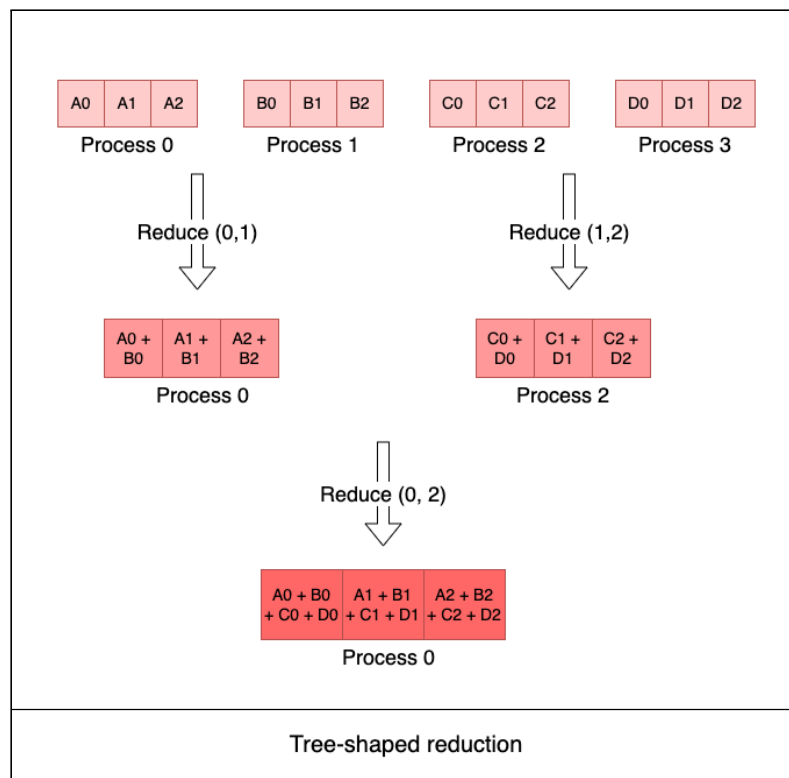 A0 A1 A2 B0 B1 B2 C0 C1 C2 D0 D1 D2
Process 0 Process 1 Process 2 Process 3
Reduce (0,1) Reduce (1,2)
A0 + A1 + A2 + C0 + C1 + C2 +
B0 B1 B2 D0 D1 D2
Process 0 Process 2
Reduce (0, 2)
A0 + B0 A1 + B1 A2 + B2
+ C0 + D0 + C1 + D1 + C2 + D2
Process 0
Tree-shaped reduction